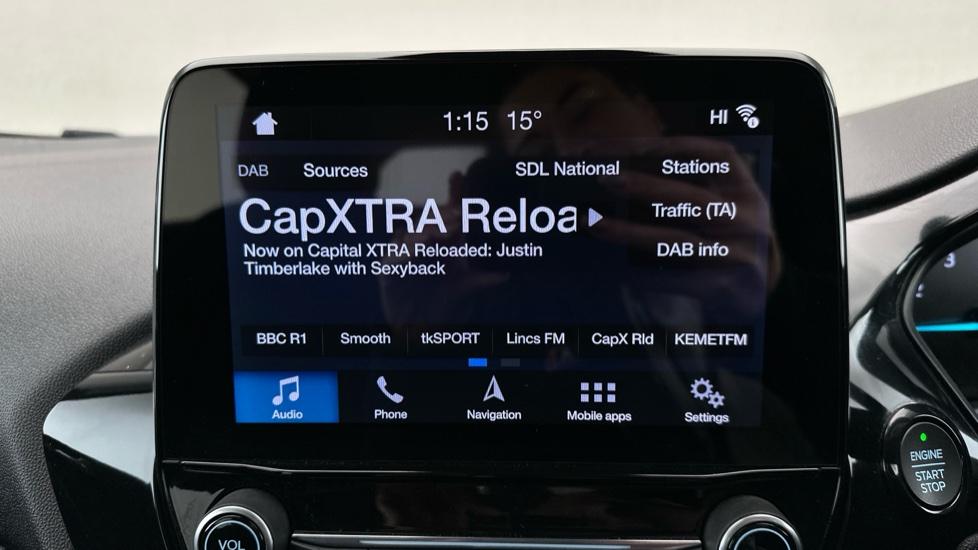 1:15 15° HI
DAB Sources SDL National Stations
CapXTRA Reloa
Traffic (TA)
Now on Capital XTRA Reloaded: Justin
Timberlake with Sexyback
DAB info
BBC R1 Smooth tkSPORT Lincs FM CapX Rld KEMETFM
Audio Phone Navigation Mobile apps Settings
ENGINE
START
STOP
VOL
3